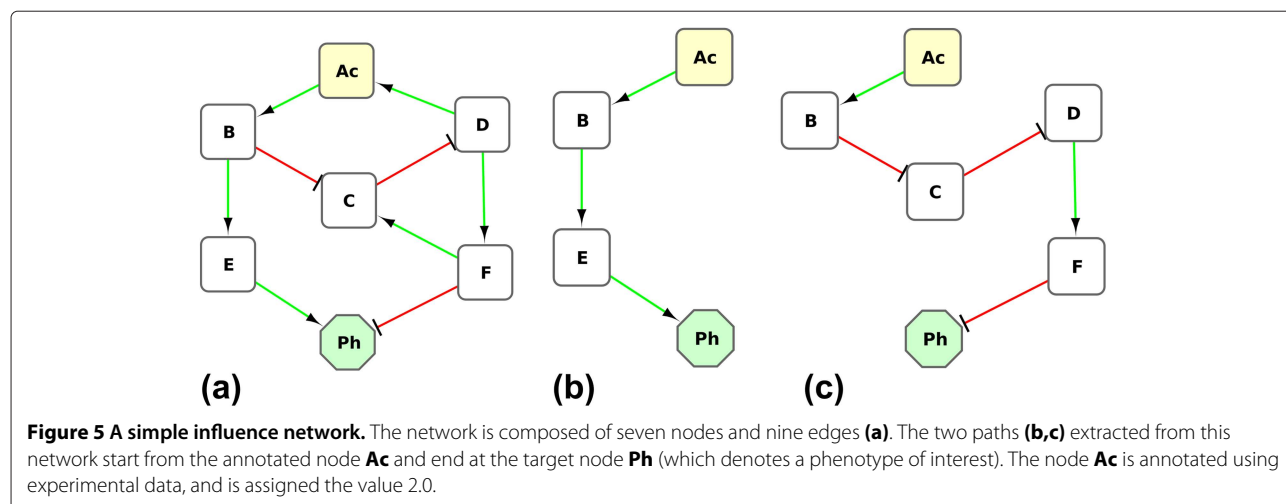 Ac
B
D
C
E
F
Ph
(a)
Ac
B
E
Ph
(b)
Ac
B
D
C
F
Ph
(c)
Figure 5 A simple influence network. The network is composed of seven nodes and nine edges (a). The two paths (b,c) extracted from this
network start from the annotated node Ac and end at the target node Ph (which denotes a phenotype of interest). The node Ac is annotated using
experimental data, and is assigned the value 2.0.